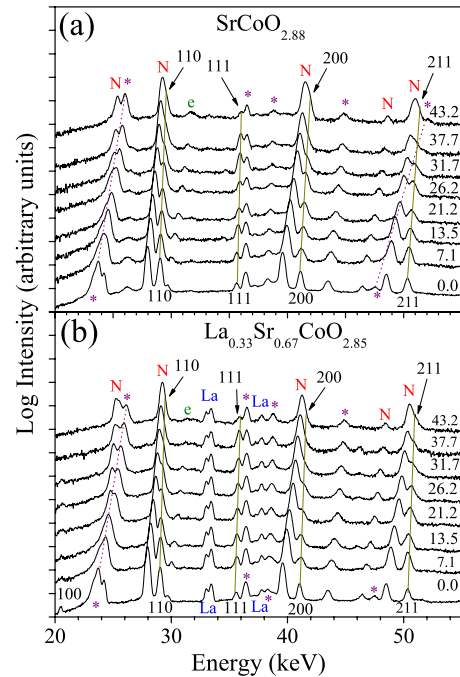 (a) SrCoO2.88
N * 110 e 111 * * 200 N * N 211 *
43.2
37.7
31.7
26.2
21.2
13.5
7.1
0.0
* 110 111 200 * 211
(b) La0.33Sr0.67CoO2.85
N * 110 e La 111 * La * 200 N * N 211 N
43.2
37.7
31.7
26.2
21.2
13.5
7.1
0.0
100 * 110 La 111 * La * 200 * 211
20 30 40 50
Energy (keV)
Log Intensity (arbitrary units)